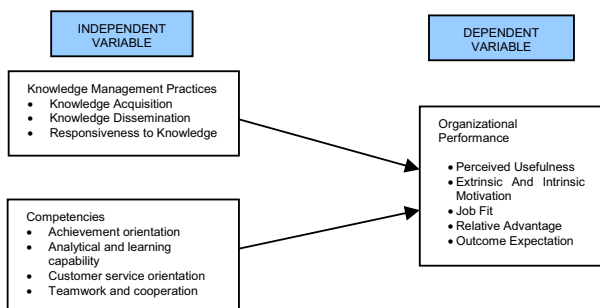 INDEPENDENT
VARIABLE
DEPENDENT
VARIABLE
Knowledge Management Practices
• Knowledge Acquisition
• Knowledge Dissemination
• Responsiveness to Knowledge
Organizational
Performance
• Perceived Usefulness
• Extrinsic And Intrinsic
Motivation
• Job Fit
• Relative Advantage
• Outcome Expectation
Competencies
• Achievement orientation
• Analytical and learning
capability
• Customer service orientation
• Teamwork and cooperation